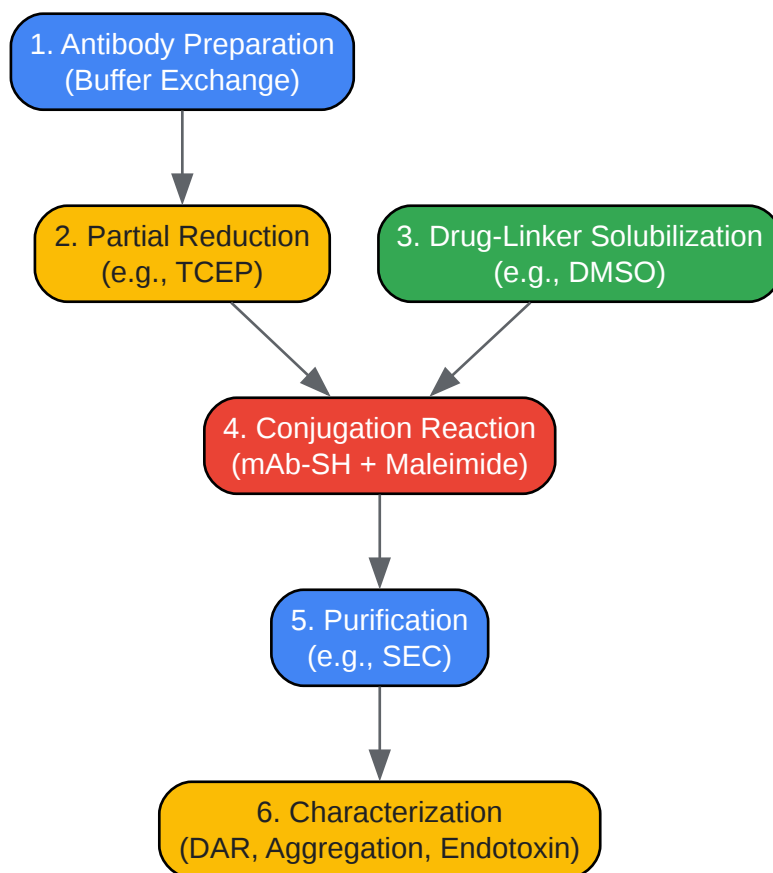 1. Antibody Preparation
(Buffer Exchange)
2. Partial Reduction
(e.g., TCEP)
3. Drug-Linker Solubilization
(e.g., DMSO)
4. Conjugation Reaction
(mAb-SH + Maleimide)
5. Purification
(e.g., SEC)
6. Characterization
(DAR, Aggregation, Endotoxin)